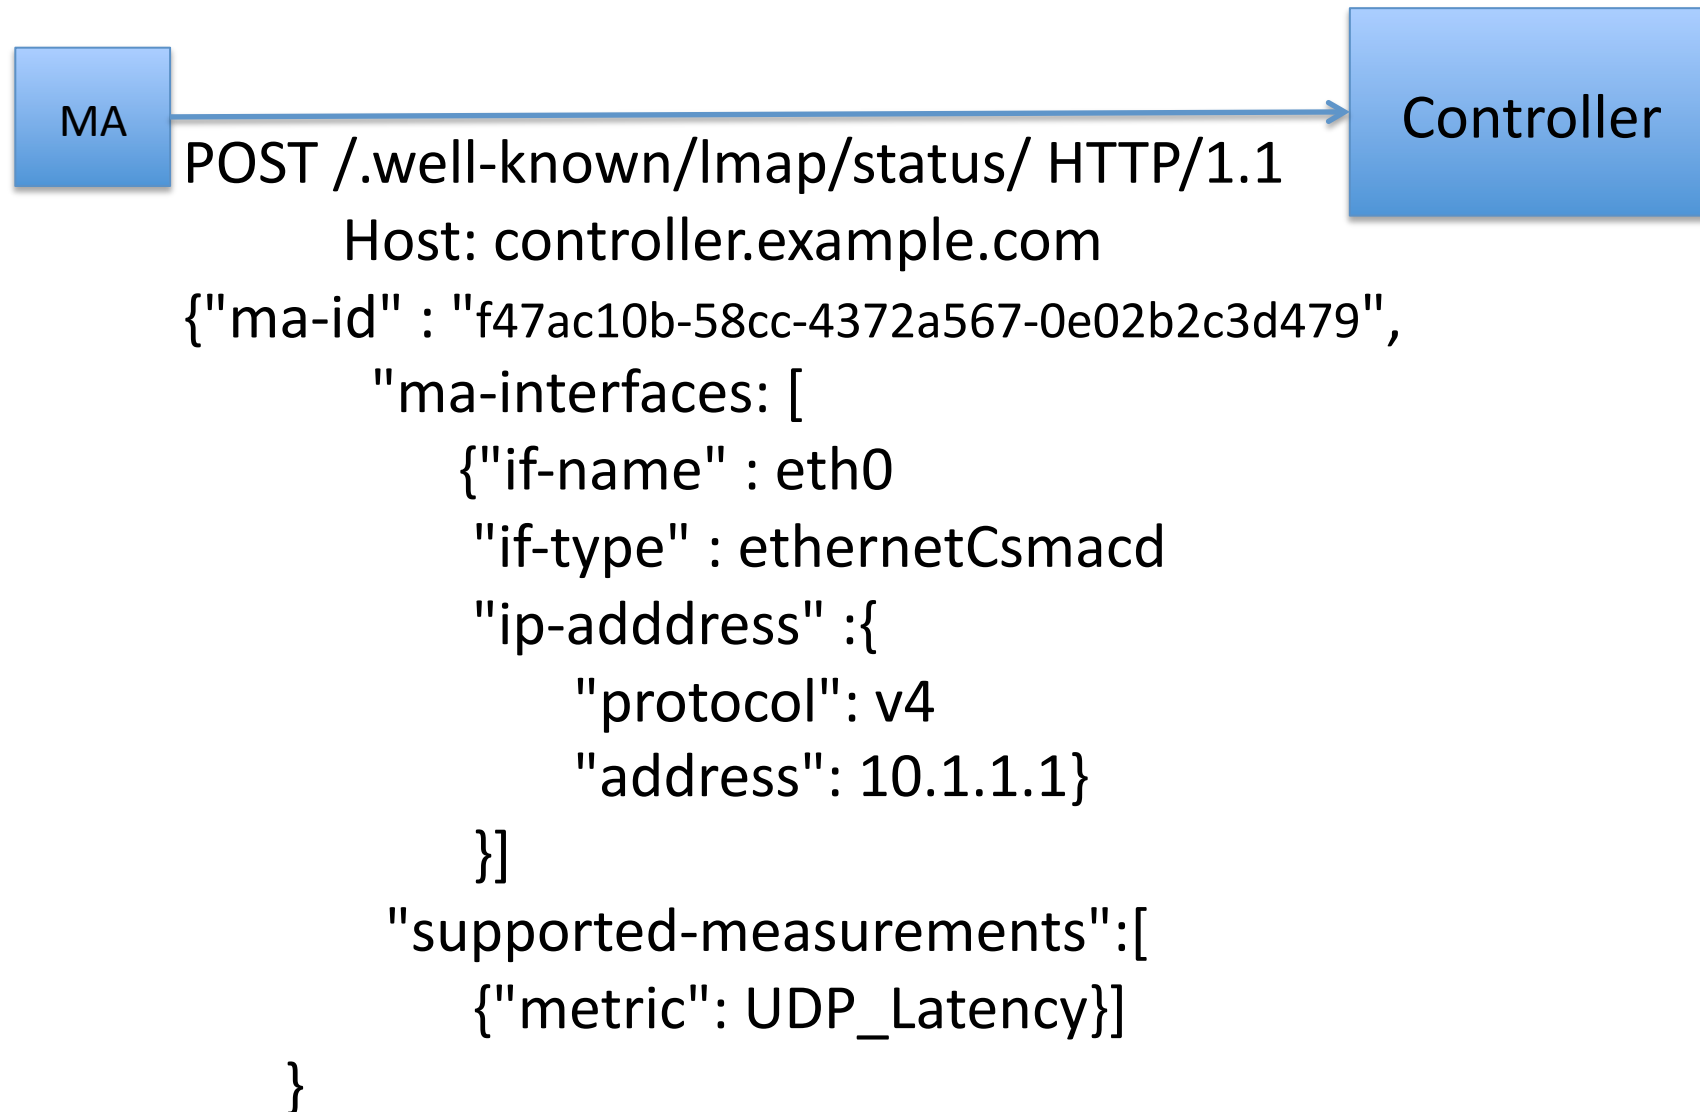 MA
Controller
POST /.well-known/lmap/status/ HTTP/1.1
Host: controller.example.com
{"ma-id" : "f47ac10b-58cc-4372a567-0e02b2c3d479",
"ma-interfaces: [
{"if-name" : eth0
"if-type" : ethernetCsmacd
"ip-adddress" :{
"protocol": v4
"address": 10.1.1.1}
}]
"supported-measurements":[
{"metric": UDP_Latency}]
}